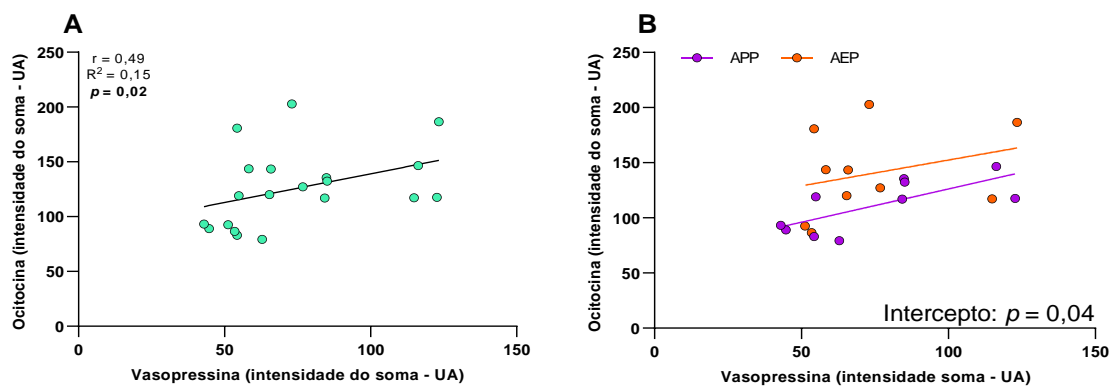 A
r = 0,49
R² = 0,15
p = 0,02
250
200
150
100
50
0
Ocitocina (intensidade do soma - UA)
0
50
100
150
Vasopressina (intensidade do soma - UA)
B
APP
AEP
250
200
150
100
50
0
Ocitocina (intensidade do soma - UA)
Intercepto: p = 0,04
0
50
100
150
Vasopressina (intensidade soma - UA)